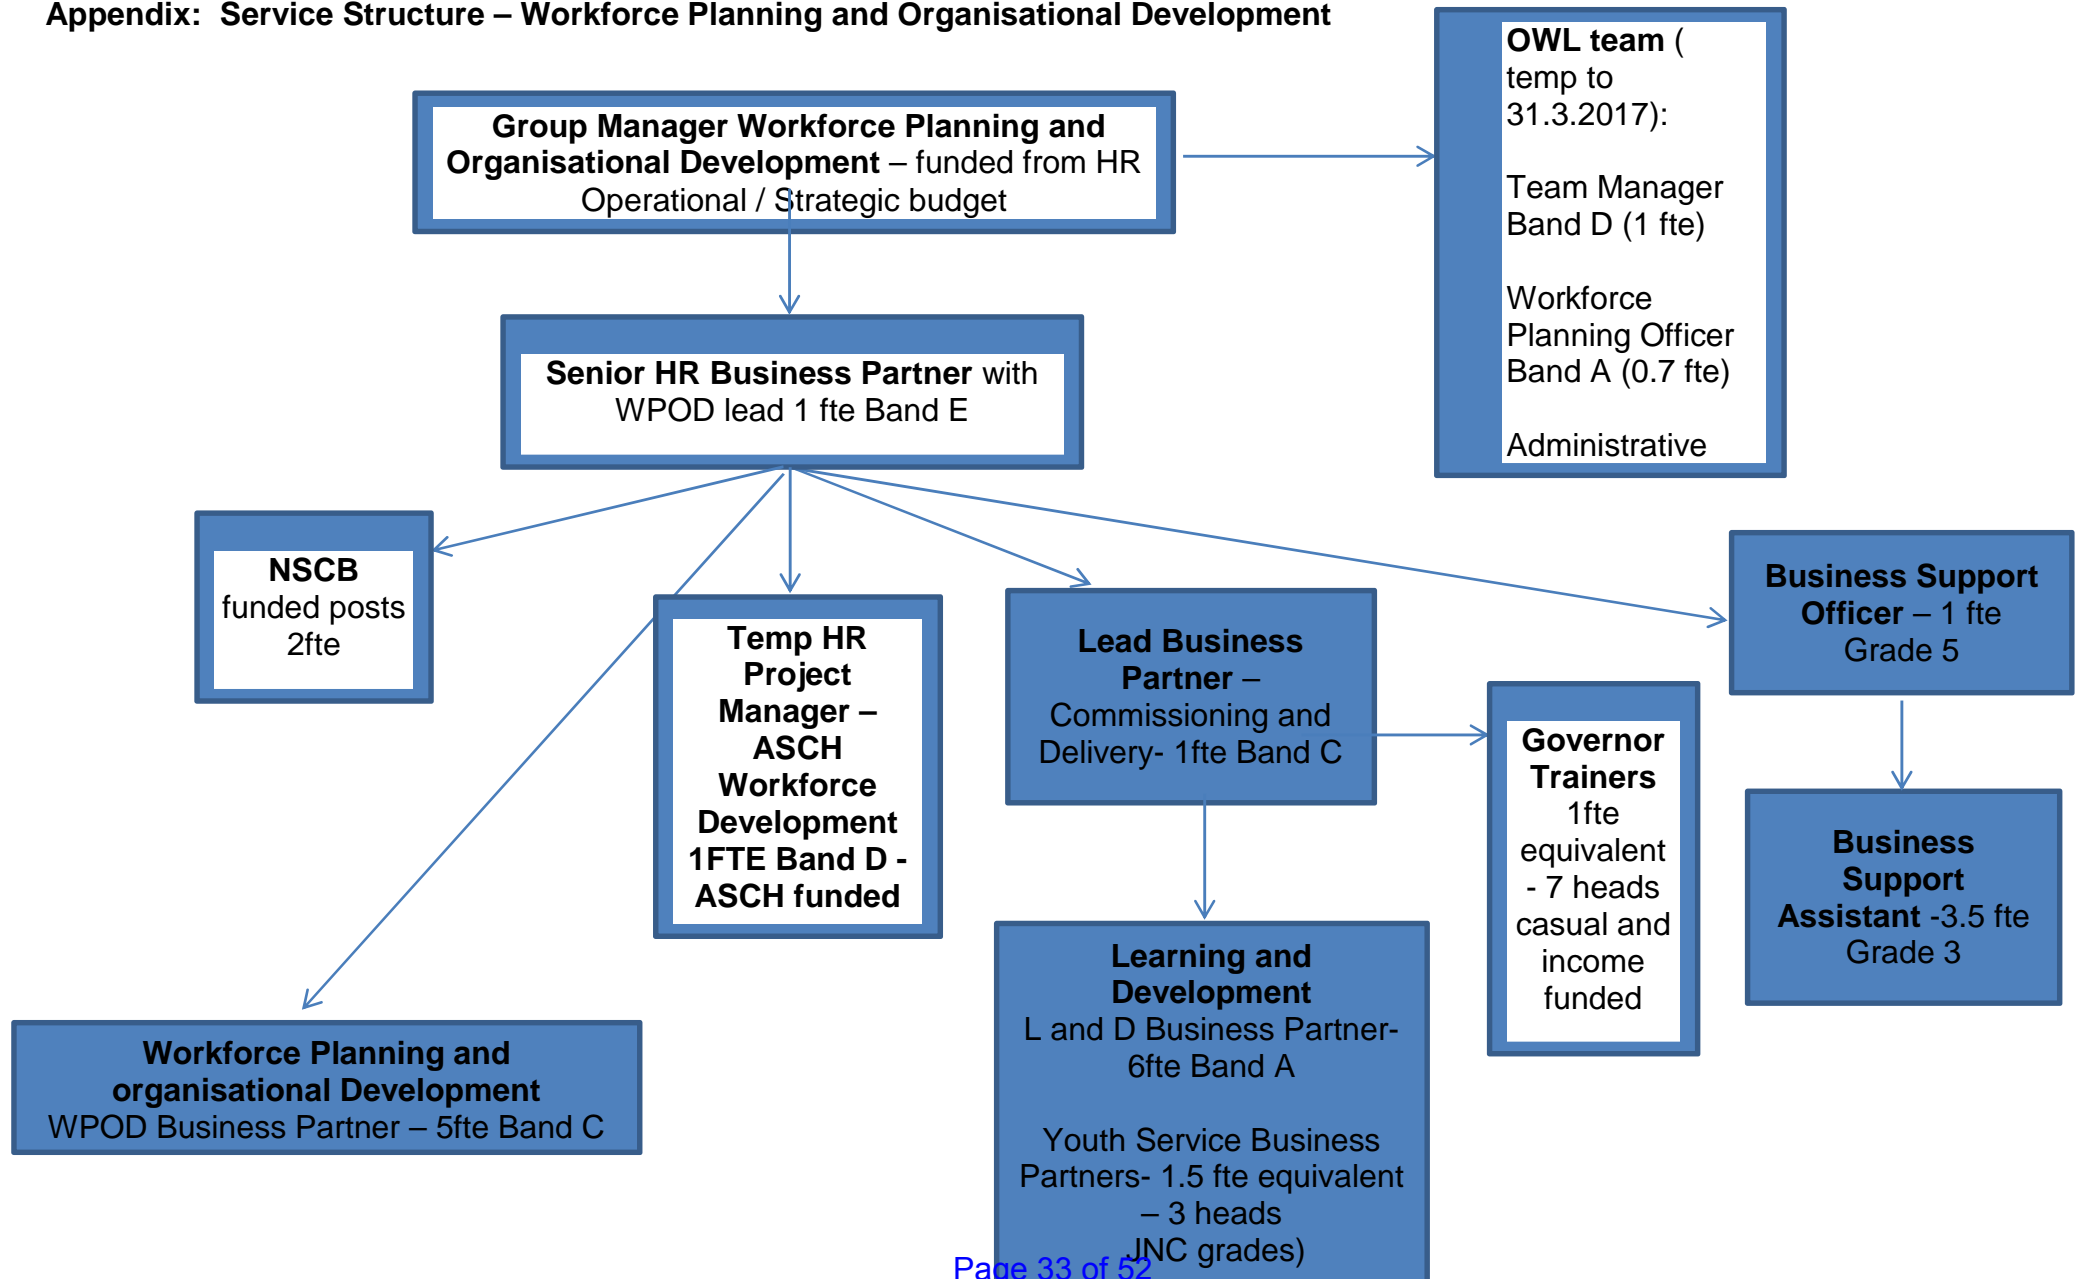 Appendix:  Service Structure – Workforce Planning and Organisational Development
OWL team (
temp to
31.3.2017):
Team Manager
Band D (1 fte)
Workforce
Planning Officer
Band A (0.7 fte)
Administrative
Group Manager Workforce Planning and
Organisational Development – funded from HR
Operational / Strategic budget
Senior HR Business Partner with
WPOD lead 1 fte Band E
NSCB
funded posts
2fte
Temp HR
Project
Manager –
ASCH
Workforce
Development
1FTE Band D -
ASCH funded
Lead Business
Partner –
Commissioning and
Delivery- 1fte Band C
Governor
Trainers
1fte
equivalent
- 7 heads
casual and
income
funded
Business Support
Officer – 1 fte
Grade 5
Business
Support
Assistant -3.5 fte
Grade 3
Workforce Planning and
organisational Development
WPOD Business Partner – 5fte Band C
Learning and
Development
L and D Business Partner-
6fte Band A
Youth Service Business
Partners- 1.5 fte equivalent
– 3 heads
JNC grades)
Page 33 of 52